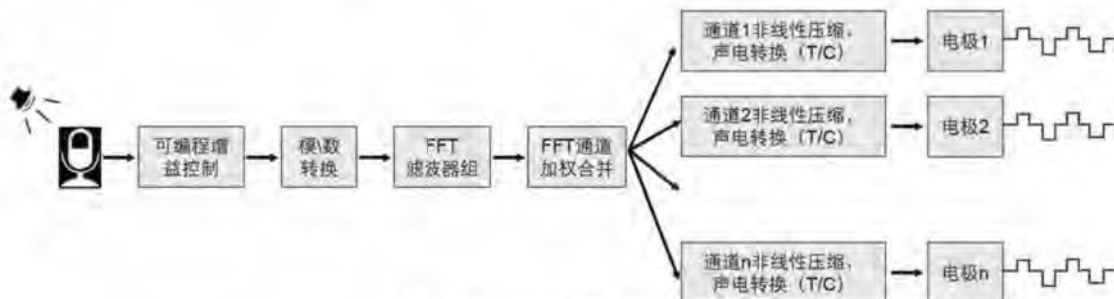 通道1非线性压缩,
声电转换（T/C）
电极1
通道2非线性压缩,
声电转换（T/C）
电极2
可编程增
益控制
模\数
转换
FFT
滤波器组
FFT通道
加权合并
通道n非线性压缩,
声电转换（T/C）
电极n